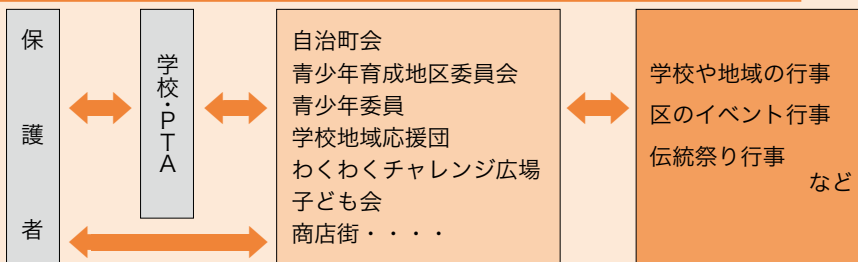 保護者
学校・PTA
自治町会
青少年育成地区委員会
青少年委員
学校地域応援団
わくわくチャレンジ広場
子ども会
商店街・・・・
学校や地域の行事
区のイベント行事
伝統祭り行事
など